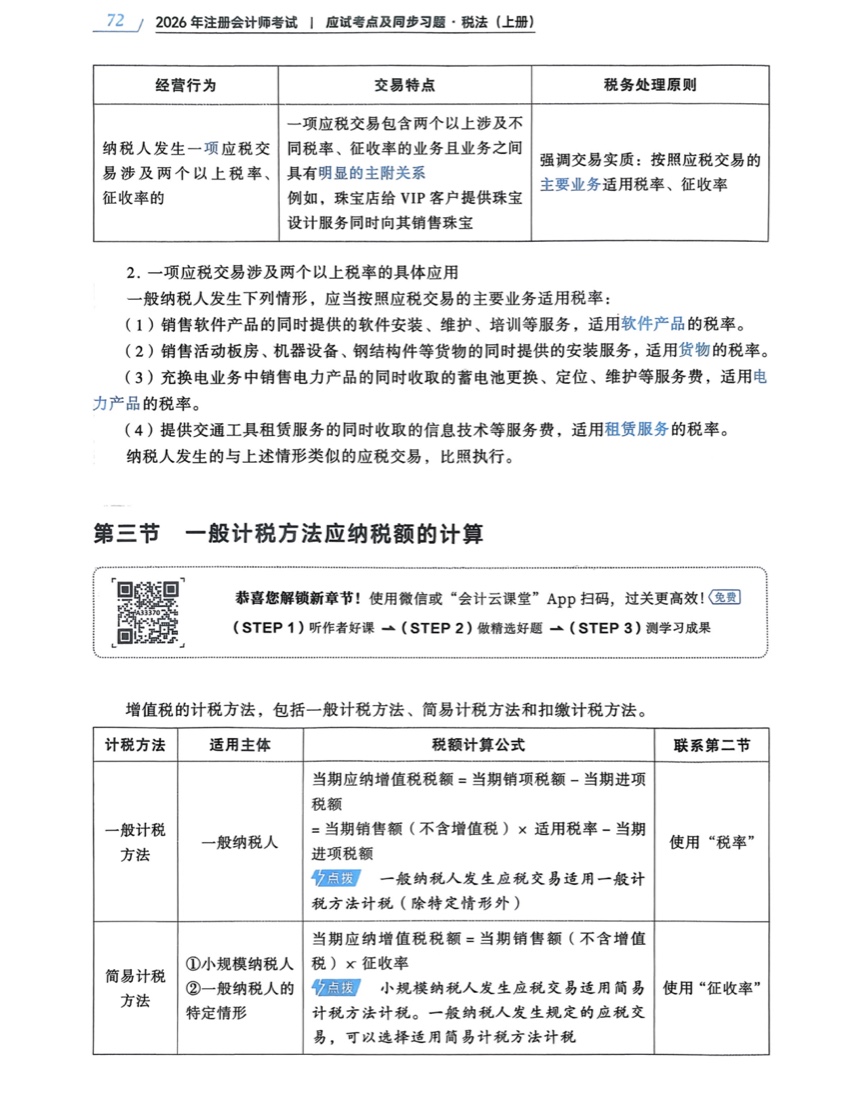 72
2026年注册会计师考试 | 应试考点及同步习题·税法（上册）
经营行为
交易特点
税务处理原则
纳税人发生一项应税交
易涉及两个以上税率、
征收率的
一项应税交易包含两个以上涉及不
同税率、征收率的业务且业务之间
具有明显的主附关系
例如，珠宝店给 VIP 客户提供珠宝
设计服务同时向其销售珠宝
强调交易实质：按照应税交易的
主要业务适用税率、征收率
2. 一项应税交易涉及两个以上税率的具体应用
一般纳税人发生下列情形，应当按照应税交易的主要业务适用税率：
（1）销售软件产品的同时提供的软件安装、维护、培训等服务，适用软件产品的税率。
（2）销售活动板房、机器设备、钢结构件等货物的同时提供的安装服务，适用货物的税率。
（3）充换电业务中销售电力产品的同时收取的蓄电池更换、定位、维护等服务费，适用电
力产品的税率。
（4）提供交通工具租赁服务的同时收取的信息技术等服务费，适用租赁服务的税率。
纳税人发生的与上述情形类似的应税交易，比照执行。
第三节 一般计税方法应纳税额的计算
A33370
恭喜您解锁新章节！使用微信或“会计云课堂”App 扫码，过关更高效！免费
（STEP 1）听作者好课 → （STEP 2）做精选好题 → （STEP 3）测学习成果
增值税的计税方法，包括一般计税方法、简易计税方法和扣缴计税方法。
计税方法
适用主体
税额计算公式
联系第二节
一般计税
方法
一般纳税人
当期应纳增值税税额 = 当期销项税额 - 当期进项
税额
= 当期销售额（不含增值税）× 适用税率 - 当期
进项税额
点拨 一般纳税人发生应税交易适用一般计
税方法计税（除特定情形外）
使用“税率”
简易计税
方法
①小规模纳税人
②一般纳税人的
特定情形
当期应纳增值税税额 = 当期销售额（不含增值
税）× 征收率
点拨 小规模纳税人发生应税交易适用简易
计税方法计税。一般纳税人发生规定的应税交
易，可以选择适用简易计税方法计税
使用“征收率”